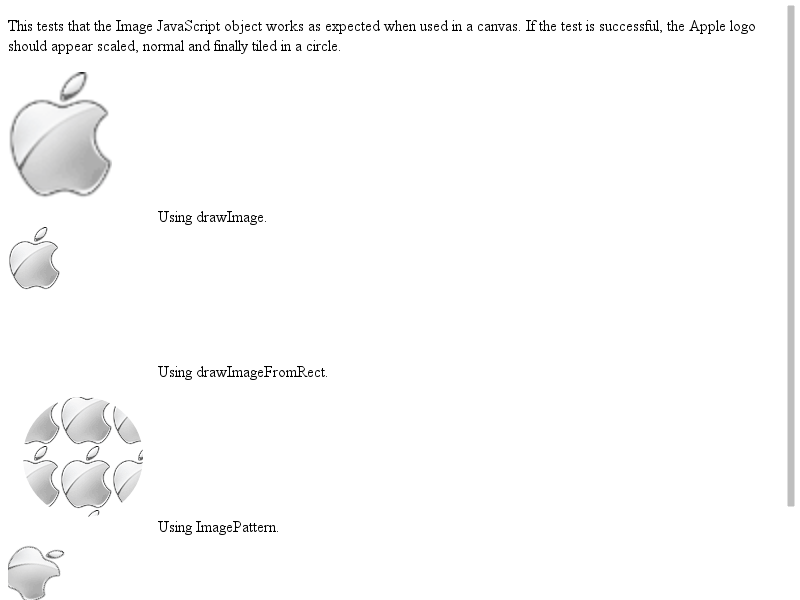 This tests that the Image JavaScript object works as expected when used in a canvas. If the test is successful, the Apple logo
should appear scaled, normal and finally tiled in a circle.
Using drawImage.
Using drawImageFromRect.
Using ImagePattern.